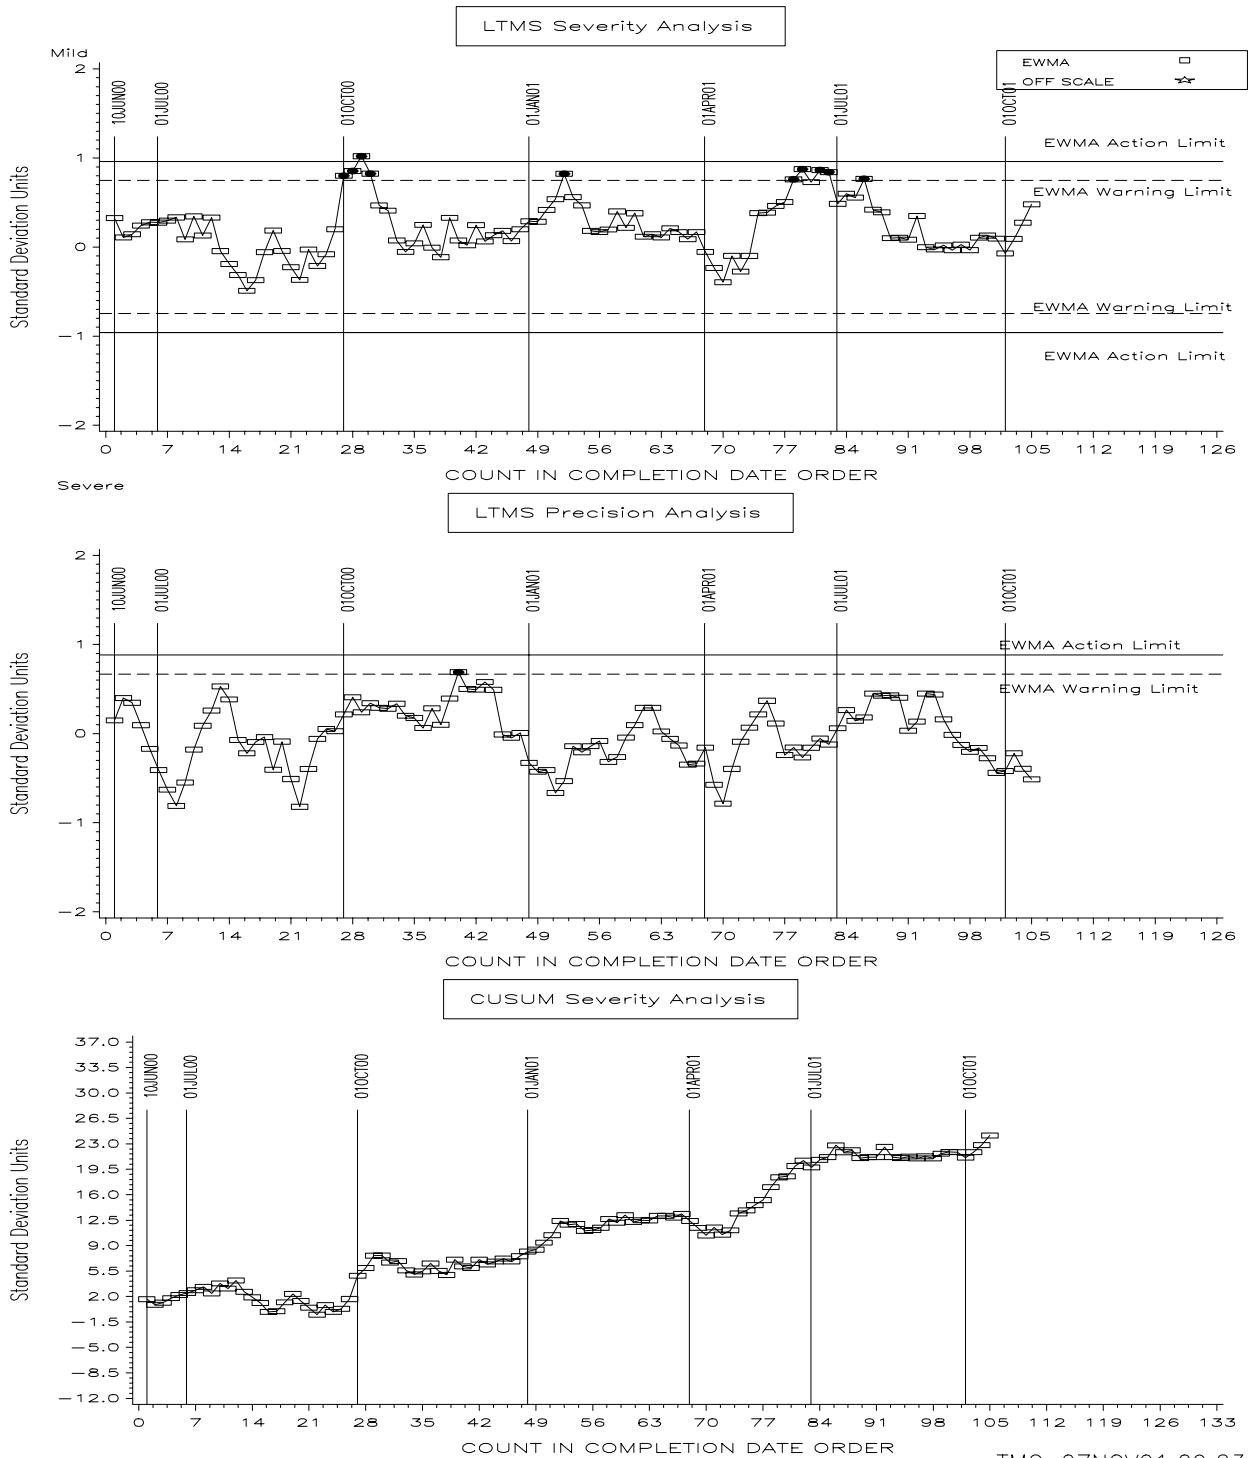 LTMS Severity Analysis
Mild
EWMA
OFF SCALE
10JUN00 01JUL00 01OCT00 01JAN01 01APR01 01JUL01 01OCT01
2
1
0
−1
−2
Standard Deviation Units
EWMA Action Limit
EWMA Warning Limit
EWMA Warning Limit
EWMA Action Limit
0 7 14 21 28 35 42 49 56 63 70 77 84 91 98 105 112 119 126
COUNT IN COMPLETION DATE ORDER
Severe
LTMS Precision Analysis
10JUN00 01JUL00 01OCT00 01JAN01 01APR01 01JUL01 01OCT01
2
1
0
−1
−2
Standard Deviation Units
EWMA Action Limit
EWMA Warning Limit
0 7 14 21 28 35 42 49 56 63 70 77 84 91 98 105 112 119 126
COUNT IN COMPLETION DATE ORDER
CUSUM Severity Analysis
10JUN00 01JUL00 01OCT00 01JAN01 01APR01 01JUL01 01OCT01
37.0
33.5
30.0
26.5
23.0
19.5
16.0
12.5
9.0
5.5
2.0
−1.5
−5.0
−8.5
−12.0
Standard Deviation Units
0 7 14 21 28 35 42 49 56 63 70 77 84 91 98 105 112 119 126 133
COUNT IN COMPLETION DATE ORDER